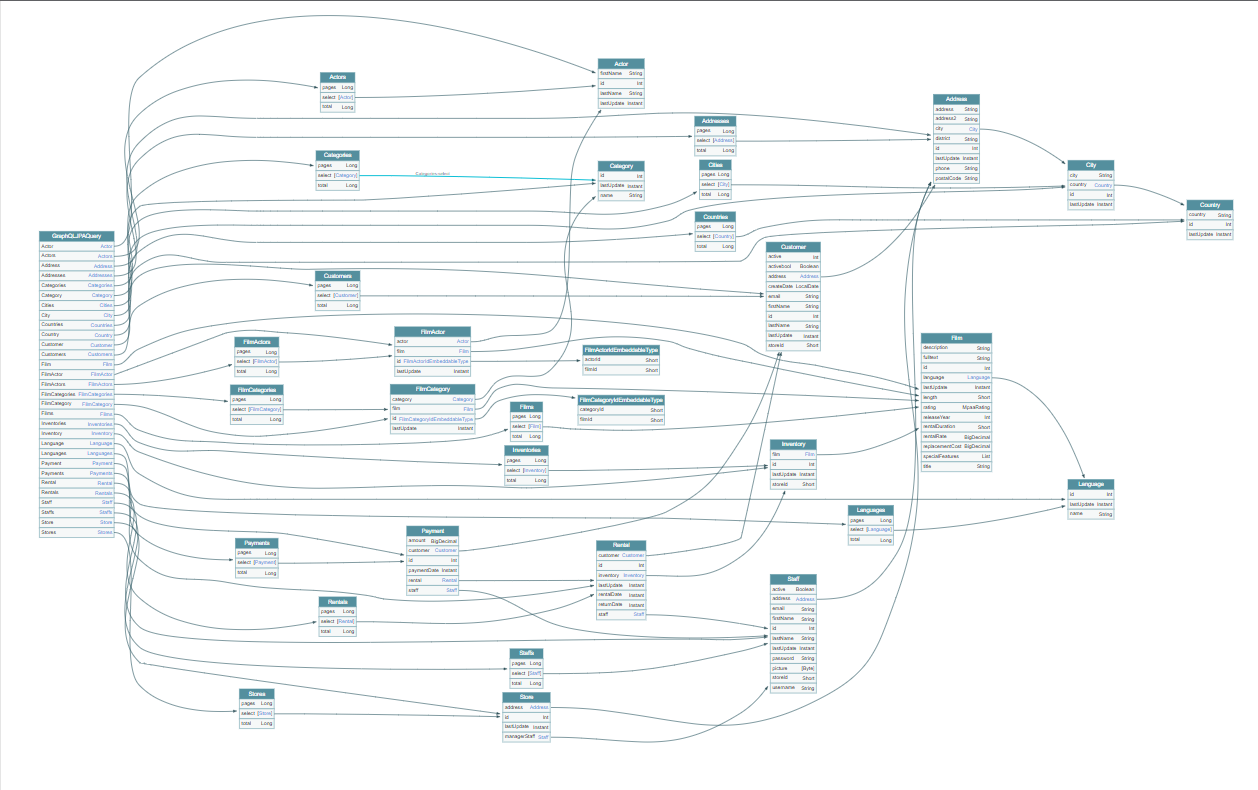 GraphQLJPAQuery
Actor Actor
Actors Actors
Address Address
Addresses Addresses
Categories Categories
Category Category
Cities Cities
City City
Countries Countries
Country Country
Customer Customer
Customers Customers
Film Film
FilmActor FilmActor
FilmActors FilmActors
FilmCategories FilmCategories
FilmCategory FilmCategory
Films Films
Inventories Inventories
Inventory Inventory
Language Language
Languages Languages
Payment Payment
Payments Payments
Rental Rental
Rentals Rentals
Staff Staff
Staffs Staffs
Store Store
Stores Stores
Actors
pages Long
select [Actor]
total Long
Categories
pages Long
select [Category]
total Long
Categories:select
Customers
pages Long
select [Customer]
total Long
FilmActors
pages Long
select [FilmActor]
total Long
FilmCategories
pages Long
select [FilmCategory]
total Long
Payments
pages Long
select [Payment]
total Long
Rentals
pages Long
select [Rental]
total Long
Stores
pages Long
select [Store]
total Long
FilmActor
actor Actor
film Film
id FilmActorIdEmbeddableType
lastUpdate Instant
FilmCategory
category Category
film Film
id FilmCategoryIdEmbeddableType
lastUpdate Instant
Payment
amount BigDecimal
customer Customer
id Int
paymentDate Instant
rental Rental
staff Staff
Films
pages Long
select [Film]
total Long
Inventories
pages Long
select [Inventory]
total Long
Staffs
pages Long
select [Staff]
total Long
Store
address Address
id Int
lastUpdate Instant
managerStaff Staff
Actor
firstName String
id Int
lastName String
lastUpdate Instant
Category
id Int
lastUpdate Instant
name String
FilmActorIdEmbeddableType
actorId Short
filmId Short
FilmCategoryIdEmbeddableType
categoryId Short
filmId Short
Rental
customer Customer
id Int
inventory Inventory
lastUpdate Instant
rentalDate Instant
returnDate Instant
staff Staff
Addresses
pages Long
select [Address]
total Long
Cities
pages Long
select [City]
total Long
Countries
pages Long
select [Country]
total Long
Customer
active Int
activebool Boolean
address Address
createDate LocalDate
email String
firstName String
id Int
lastName String
lastUpdate Instant
storeId Short
Inventory
film Film
id Int
lastUpdate Instant
storeId Short
Staff
active Boolean
address Address
email String
firstName String
id Int
lastName String
lastUpdate Instant
password String
picture [Byte]
storeId Short
username String
Languages
pages Long
select [Language]
total Long
Address
address String
address2 String
city City
district String
id Int
lastUpdate Instant
phone String
postalCode String
Film
description String
fulltext String
id Int
language Language
lastUpdate Instant
length Short
rating MpaaRating
releaseYear Int
rentalDuration Short
rentalRate BigDecimal
replacementCost BigDecimal
specialFeatures List
title String
City
city String
country Country
id Int
lastUpdate Instant
Country
country String
id Int
lastUpdate Instant
Language
id Int
lastUpdate Instant
name String